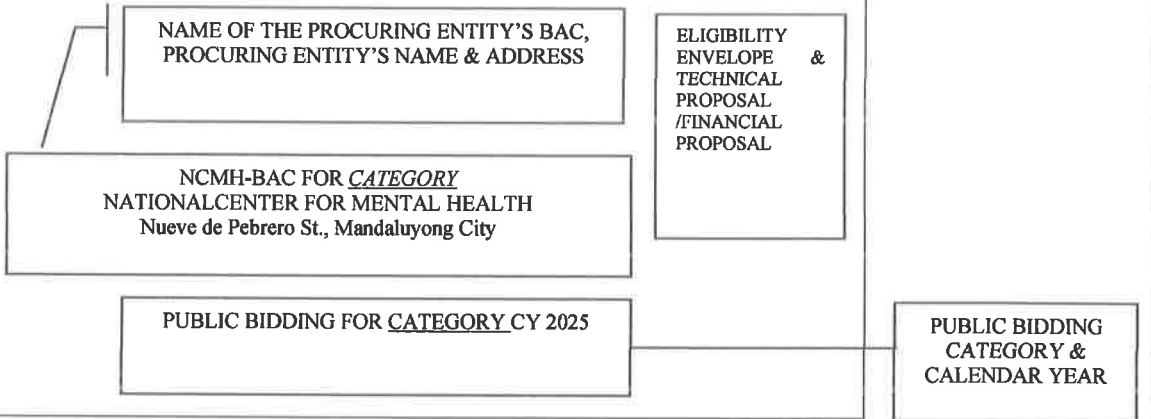 NAME OF THE PROCURING ENTITY'S BAC,
PROCURING ENTITY'S NAME & ADDRESS
ELIGIBILITY
ENVELOPE &
TECHNICAL
PROPOSAL
/FINANCIAL
PROPOSAL
NCMH-BAC FOR CATEGORY
NATIONALCENTER FOR MENTAL HEALTH
Nueve de Pebrero St., Mandaluyong City
PUBLIC BIDDING FOR CATEGORY CY 2025
PUBLIC BIDDING
CATEGORY &
CALENDAR YEAR